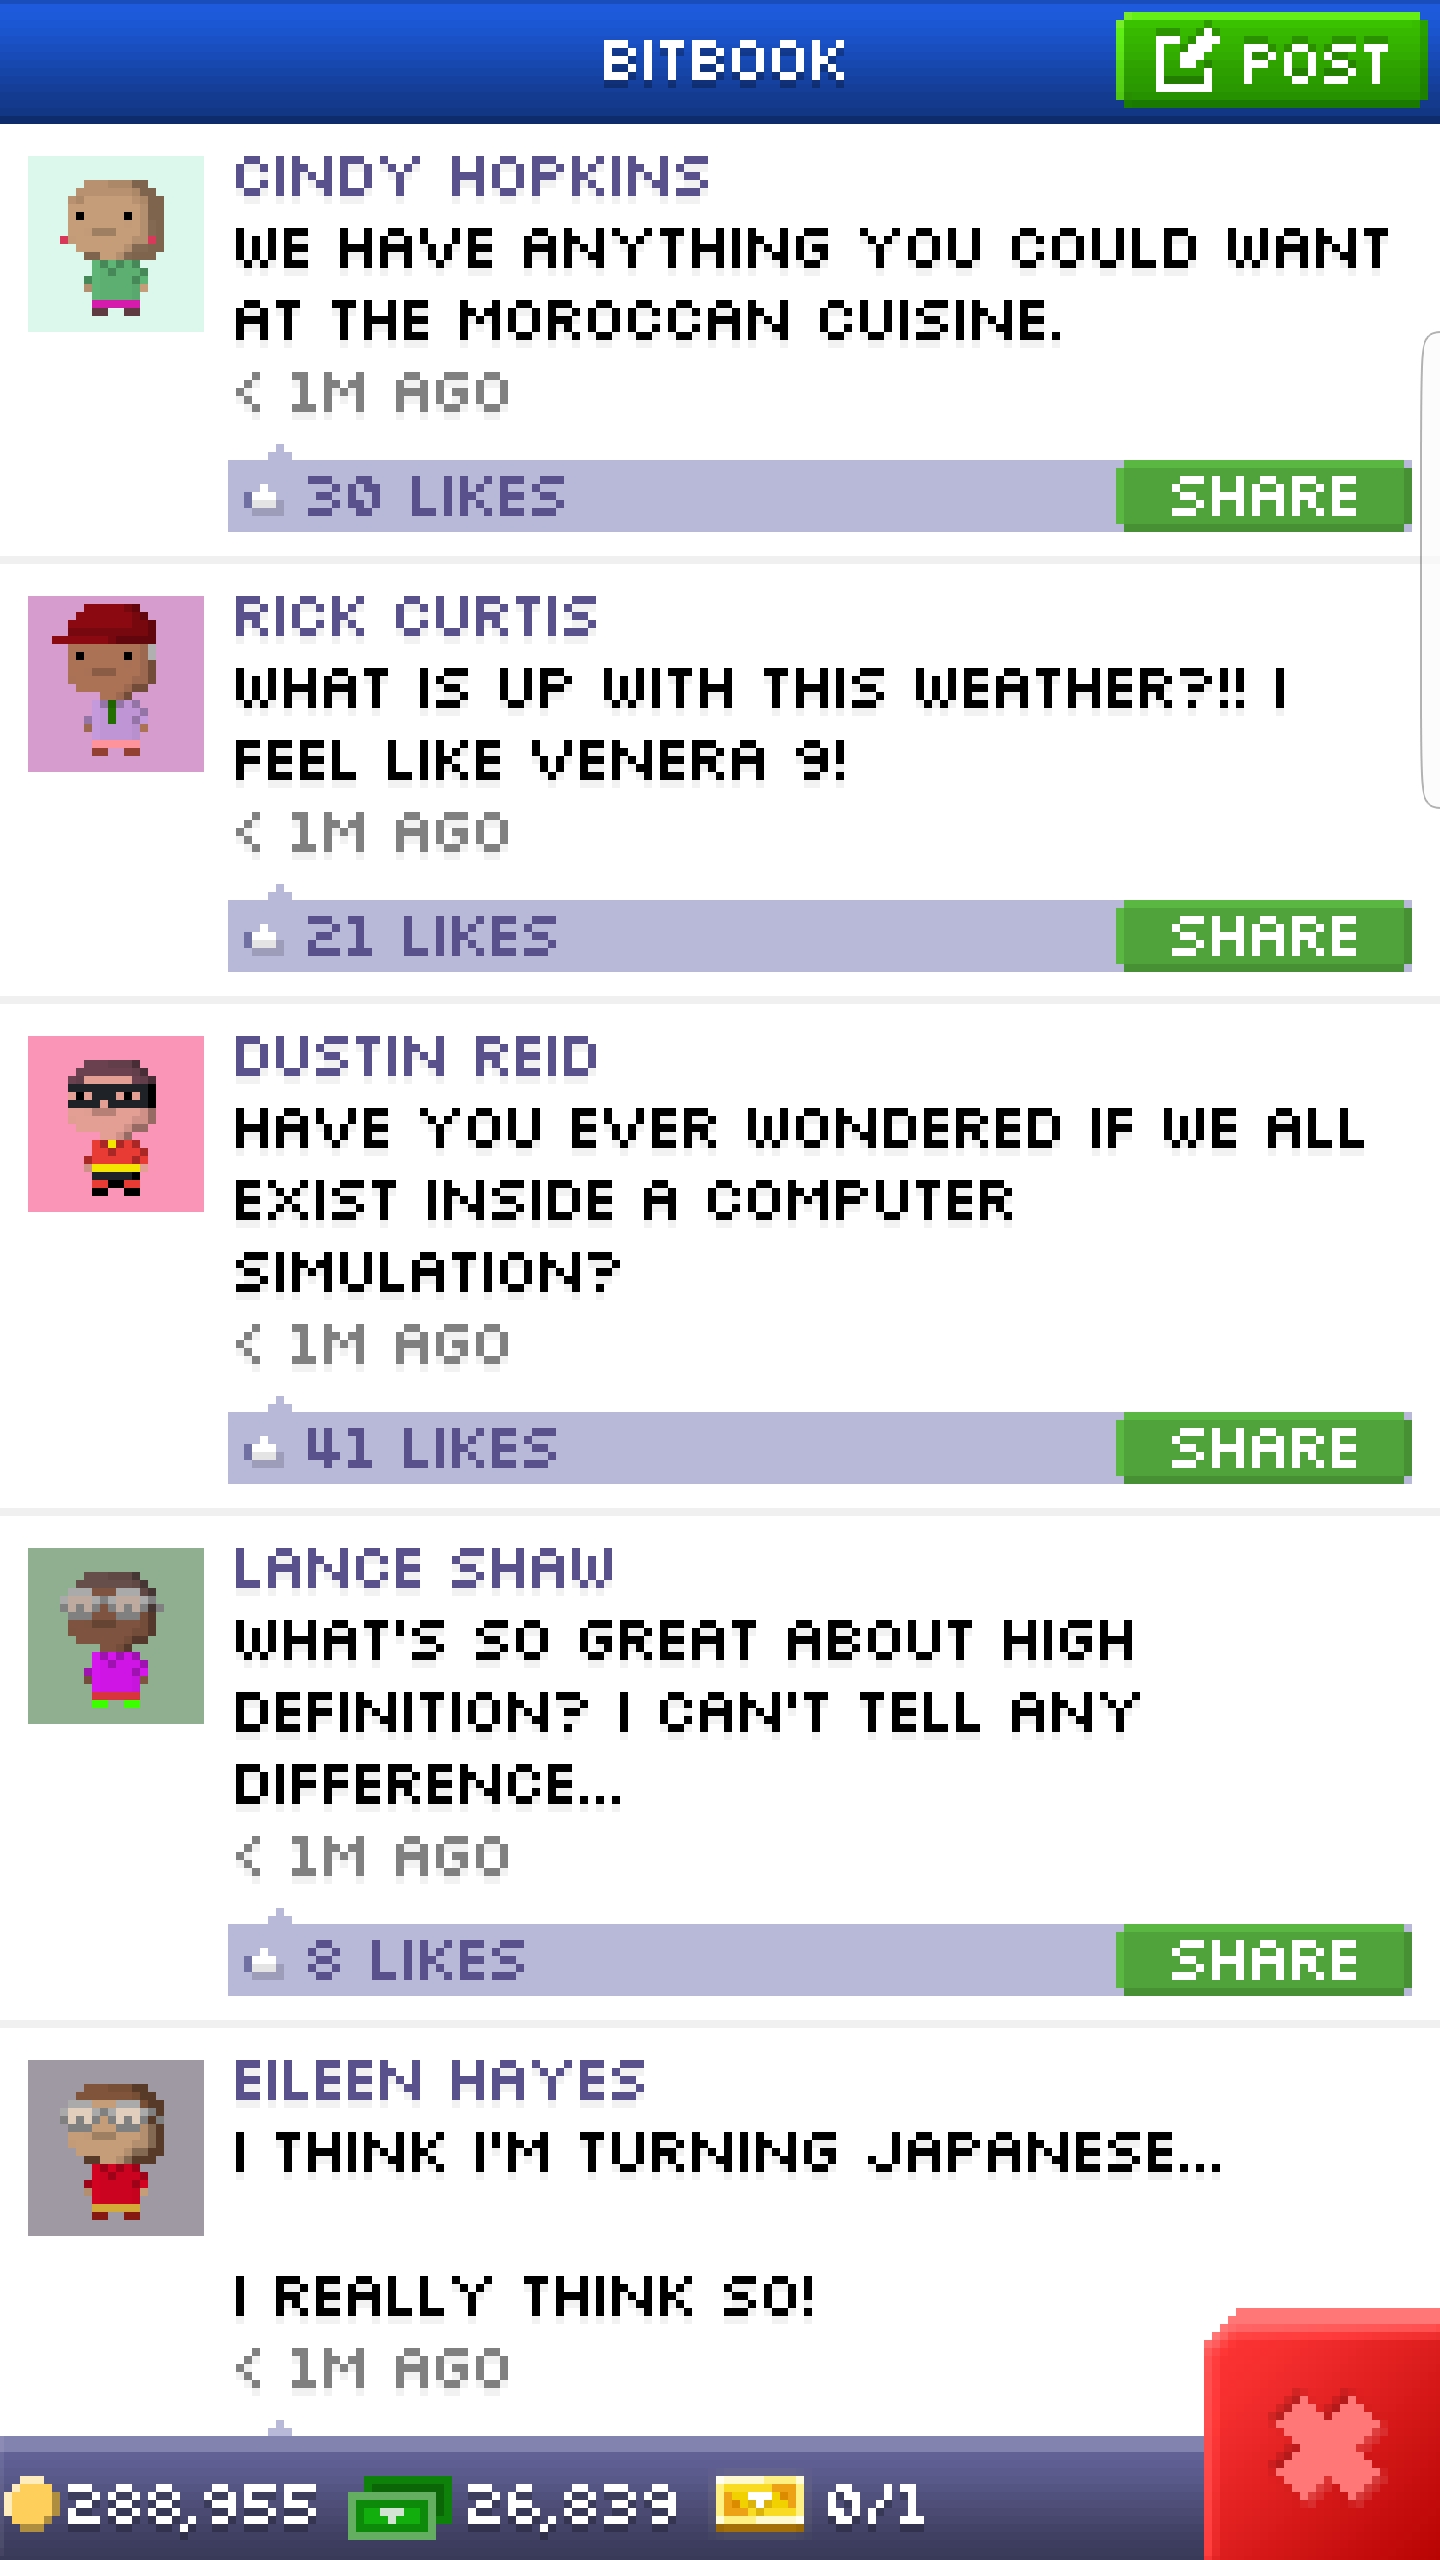 BITBOOK
POST
CINDY HOPKINS
WE HAVE ANYTHING YOU COULD WANT
AT THE MOROCCAN CUISINE.
< 1M AGO
30 LIKES
SHARE
RICK CURTIS
WHAT IS UP WITH THIS WEATHER?!! I
FEEL LIKE VENERA 9!
< 1M AGO
21 LIKES
SHARE
DUSTIN REID
HAVE YOU EVER WONDERED IF WE ALL
EXIST INSIDE A COMPUTER
SIMULATION?
< 1M AGO
41 LIKES
SHARE
LANCE SHAW
WHAT'S SO GREAT ABOUT HIGH
DEFINITION? I CAN'T TELL ANY
DIFFERENCE...
< 1M AGO
8 LIKES
SHARE
EILEEN HAYES
I THINK I'M TURNING JAPANESE...
I REALLY THINK SO!
< 1M AGO
288,955 26,839 0/1